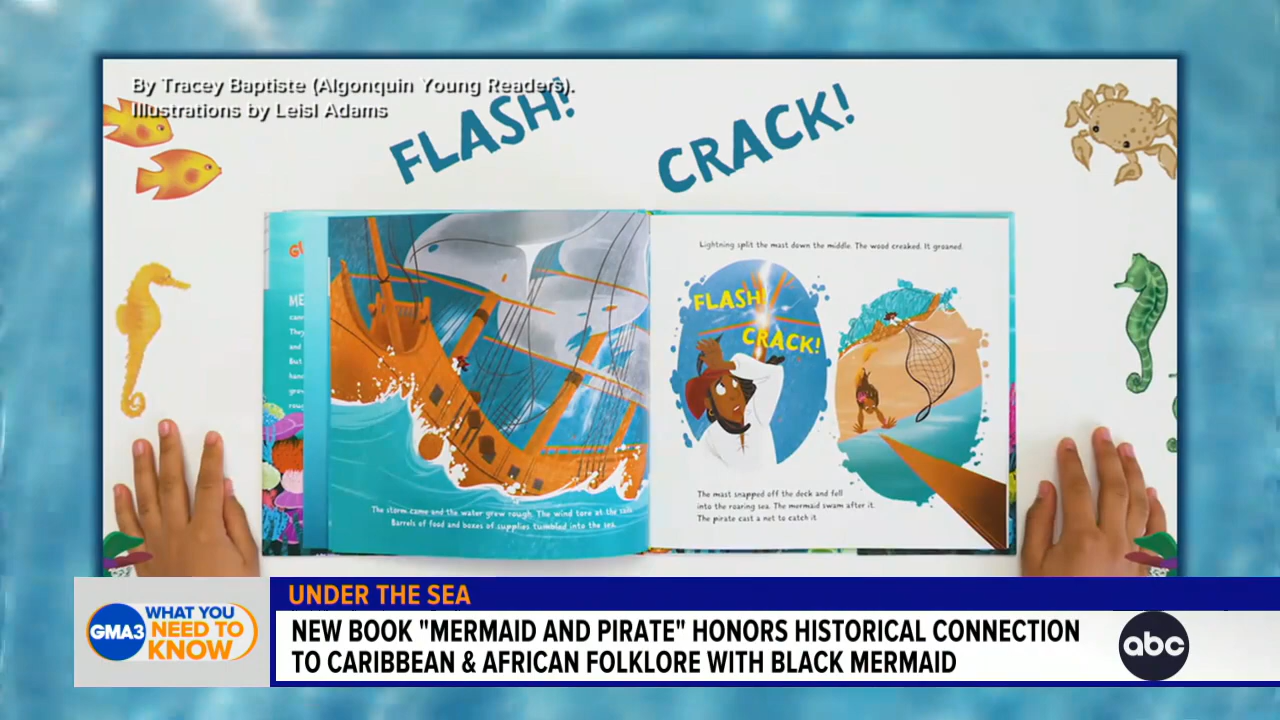 By Tracey Baptiste (Algonquin Young Readers).
Illustrations by Leisl Adams
FLASH!
CRACK!
Lightning split the mast down the middle. The wood creaked. It groaned.
FLASH!
CRACK!
The storm came and the water grew rough. The wind tore at the sails.
Barrels of food and boxes of supplies tumbled into the sea.
The mast snapped off the deck and fell
into the roaring sea. The mermaid swam after it.
The pirate cast a net to catch it.
GMA3
WHAT YOU
NEED TO
KNOW
UNDER THE SEA
NEW BOOK "MERMAID AND PIRATE" HONORS HISTORICAL CONNECTION
TO CARIBBEAN & AFRICAN FOLKLORE WITH BLACK MERMAID
abc